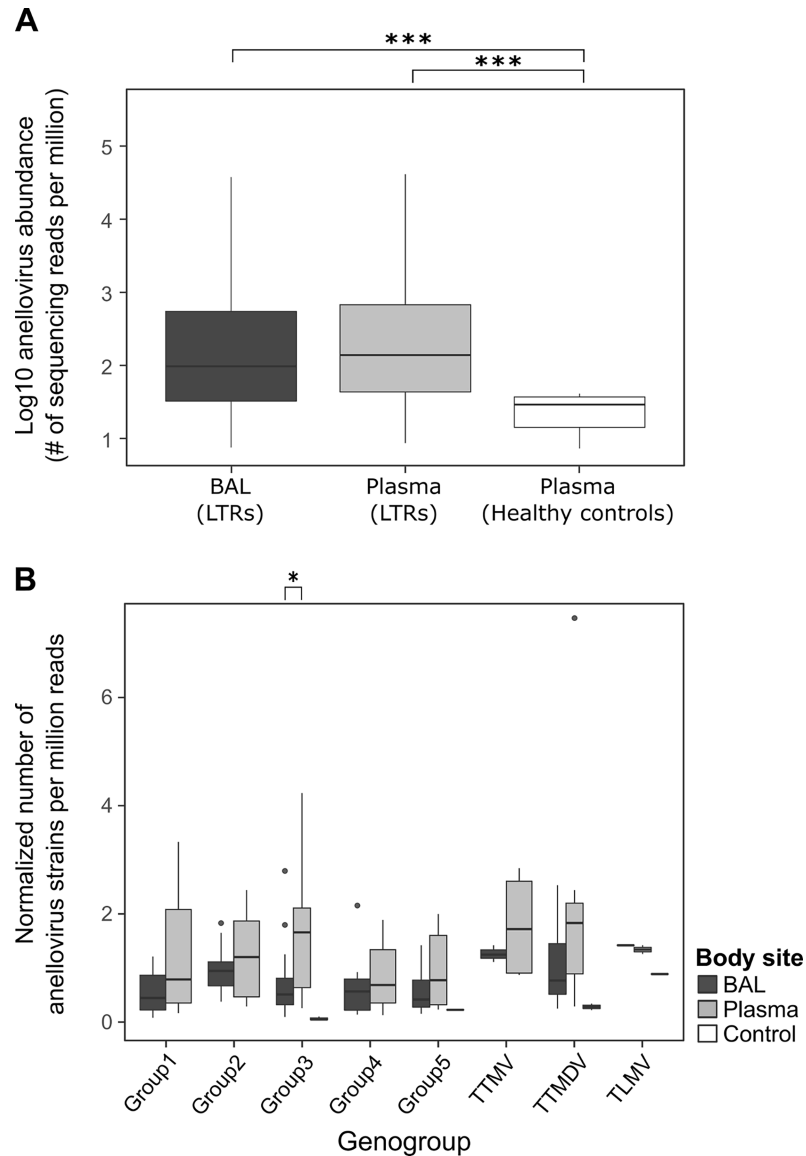 A
***
***
Log10 anellovirus abundance
(# of sequencing reads per million)
5
4
3
2
1
BAL
(LTRs)
Plasma
(LTRs)
Plasma
(Healthy controls)
B
*
Normalized number of
anellovirus strains per million reads
6
4
2
0
Group1
Group2
Group3
Group4
Group5
TTMV
TTMDV
TLMV
Genogroup
Body site
BAL
Plasma
Control